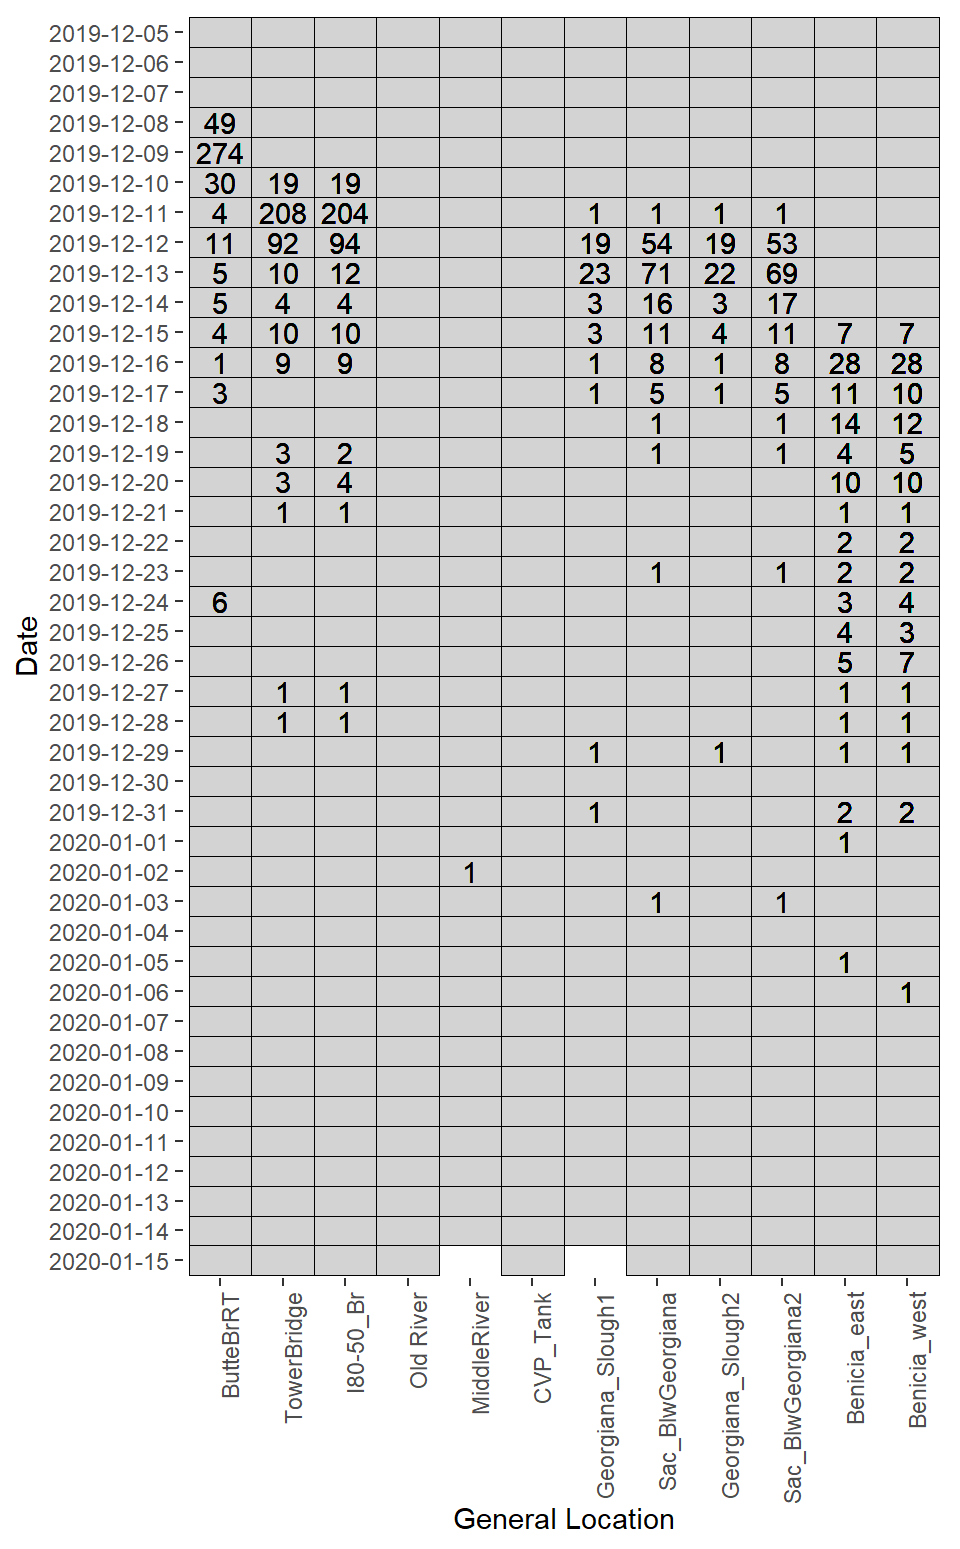 2019-12-05
2019-12-06
2019-12-07
2019-12-08 49
2019-12-09 274
2019-12-10 30 19 19
2019-12-11 4 208 204 1 1 1 1
2019-12-12 11 92 94 19 54 19 53
2019-12-13 5 10 12 23 71 22 69
2019-12-14 5 4 4 3 16 3 17
2019-12-15 4 10 10 3 11 4 11 7 7
2019-12-16 1 9 9 1 8 1 8 28 28
2019-12-17 3 1 5 1 5 11 10
2019-12-18 1 1 14 12
2019-12-19 3 2 1 1 4 5
2019-12-20 3 4 10 10
2019-12-21 1 1 1 1
2019-12-22 2 2
2019-12-23 1 1 2 2
2019-12-24 6 3 4
2019-12-25 4 3
2019-12-26 5 7
2019-12-27 1 1 1 1
2019-12-28 1 1 1 1
2019-12-29 1 1 1 1
2019-12-30
2019-12-31 1 2 2
2020-01-01 1
2020-01-02 1
2020-01-03 1 1
2020-01-04
2020-01-05 1
2020-01-06 1
2020-01-07
2020-01-08
2020-01-09
2020-01-10
2020-01-11
2020-01-12
2020-01-13
2020-01-14
2020-01-15
Date
ButteBrRT
TowerBridge
I80-50_Br
Old River
MiddleRiver
CVP_Tank
Georgiana_Slough1
Sac_BlwGeorgiana
Georgiana_Slough2
Sac_BlwGeorgiana2
Benicia_east
Benicia_west
General Location